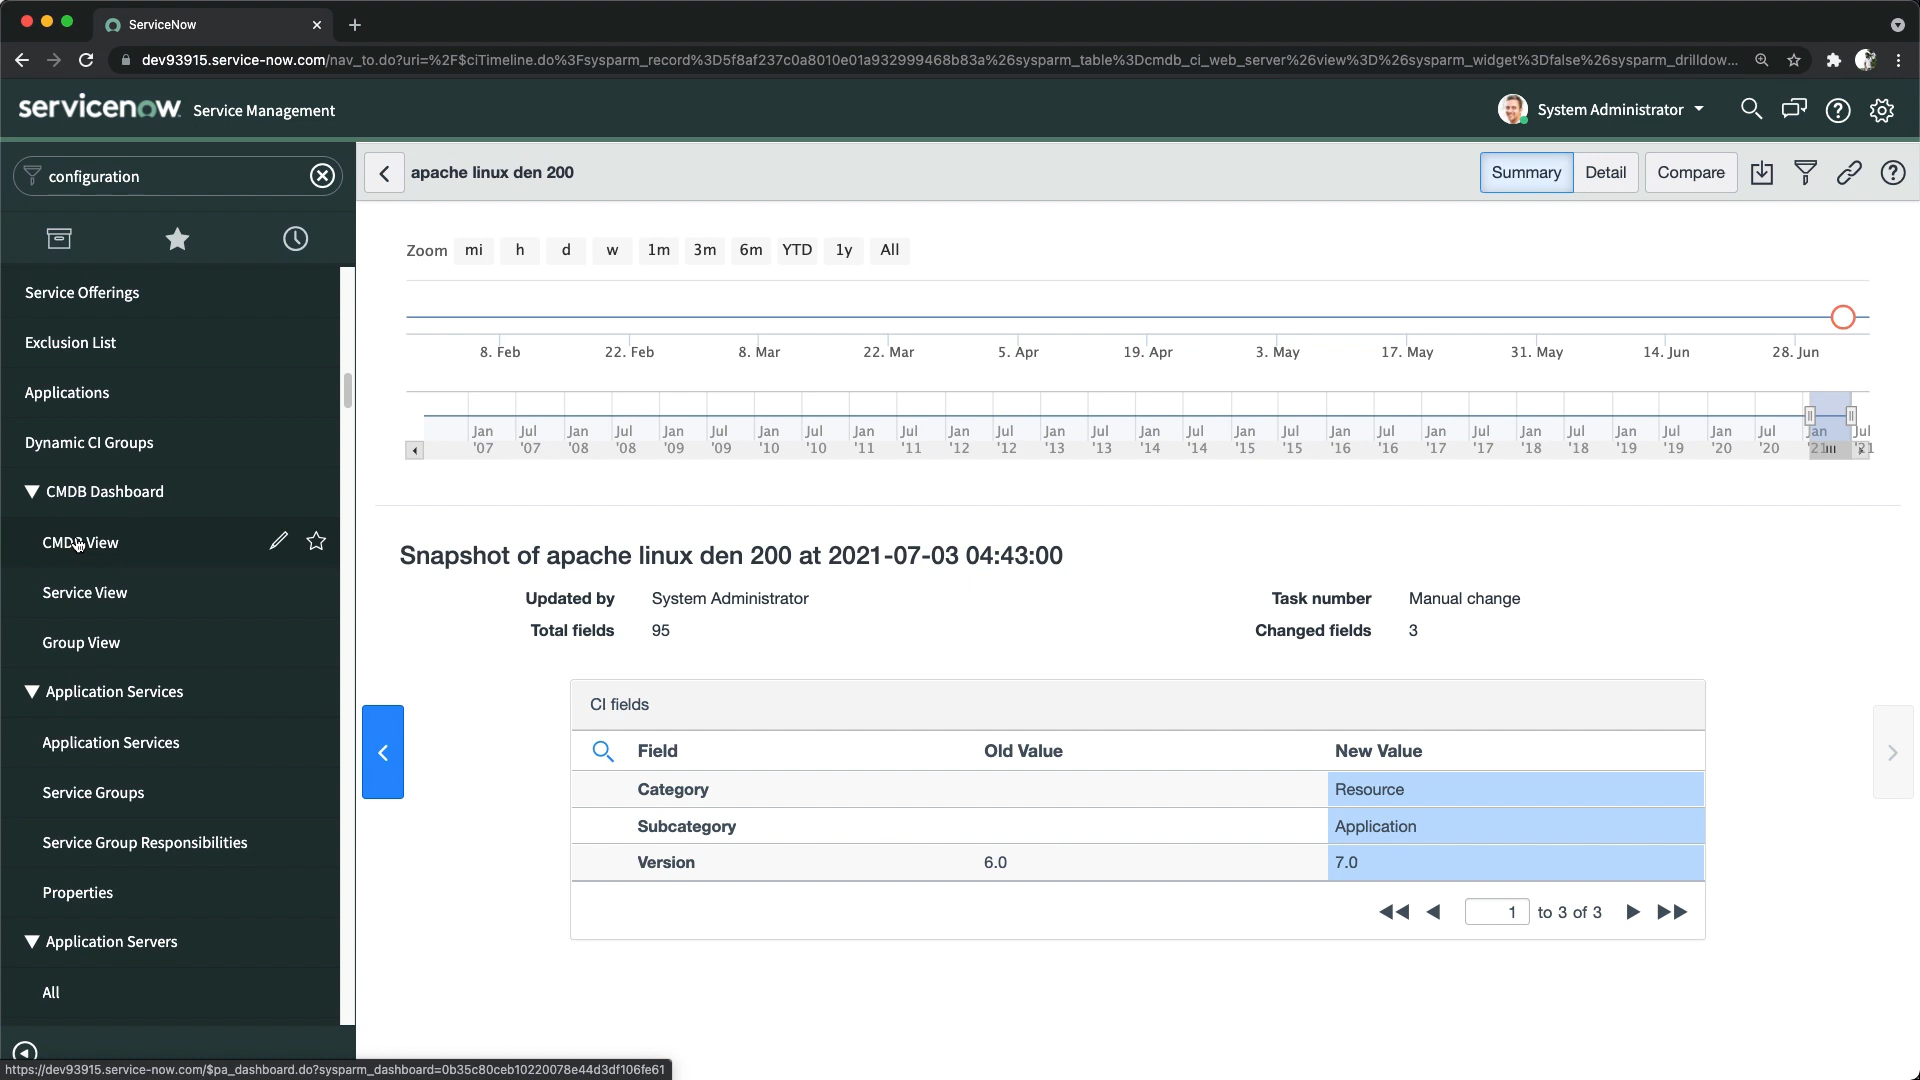 ServiceNow
dev93915.service-now.com/nav_to.do?uri=%2F$ciTimeline.do%3Fsysparm_record%3D5f8af237c0a8010e01a932999468b83a%26sysparm_table%3Dcmdb_ci_web_server%26view%3D%26sysparm_widget%3Dfalse%26sysparm_drilldow...
servicenow Service Management
System Administrator
configuration
apache linux den 200
Summary Detail Compare
Service Offerings
Exclusion List
Applications
Dynamic CI Groups
CMDB Dashboard
CMDB View
Service View
Group View
Application Services
Application Services
Service Groups
Service Group Responsibilities
Properties
Application Servers
All
Zoom mi h d w 1m 3m 6m YTD 1y All
8. Feb 22. Feb 8. Mar 22. Mar 5. Apr 19. Apr 3. May 17. May 31. May 14. Jun 28. Jun
Jan Jul Jan Jul Jan Jul Jan Jul Jan Jul Jan Jul Jan Jul Jan Jul Jan Jul Jan Jul Jan Jul Jan Jul Jan Jul Jan Jul Jan Jul
'07 '07 '08 '08 '09 '09 '10 '10 '11 '11 '12 '12 '13 '13 '14 '14 '15 '15 '16 '16 '17 '17 '18 '18 '19 '19 '20 '20 '21 '21
Snapshot of apache linux den 200 at 2021-07-03 04:43:00
Updated by System Administrator Task number Manual change
Total fields 95 Changed fields 3
CI fields
Field Old Value New Value
Category Resource
Subcategory Application
Version 6.0 7.0
1 to 3 of 3
https://dev93915.service-now.com/$pa_dashboard.do?sysparm_dashboard=0b35c80ceb10220078e44d3df106fe61